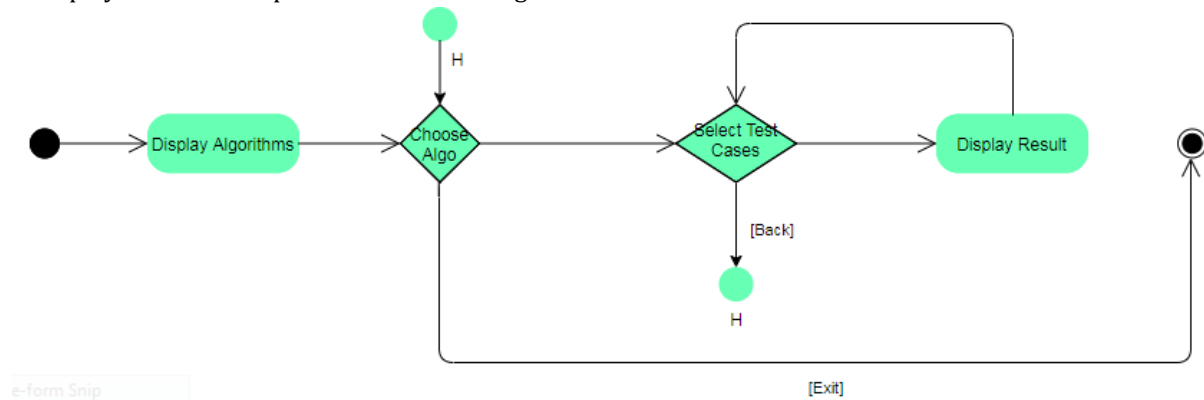 H
Display Algorithms
Choose
Algo
Select Test
Cases
Display Result
[Back]
H
[Exit]
e-form Snip